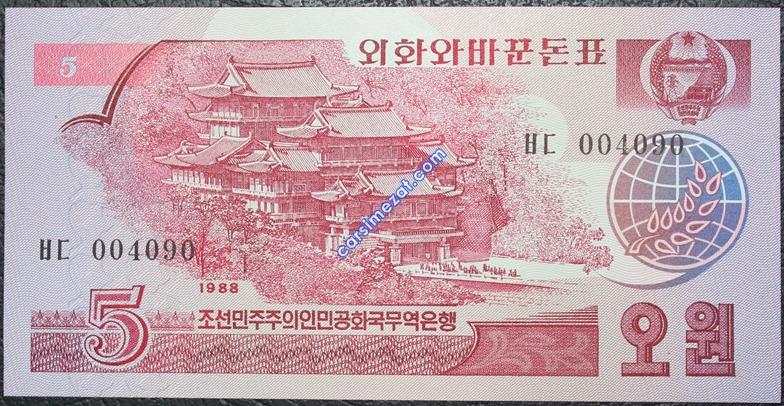 5
외화와바꾼돈표
ㅂㄷ 004090
carsimezat.com
ㅂㄷ 004090
1988
5
조선민주주의인민공화국무역은행
오원